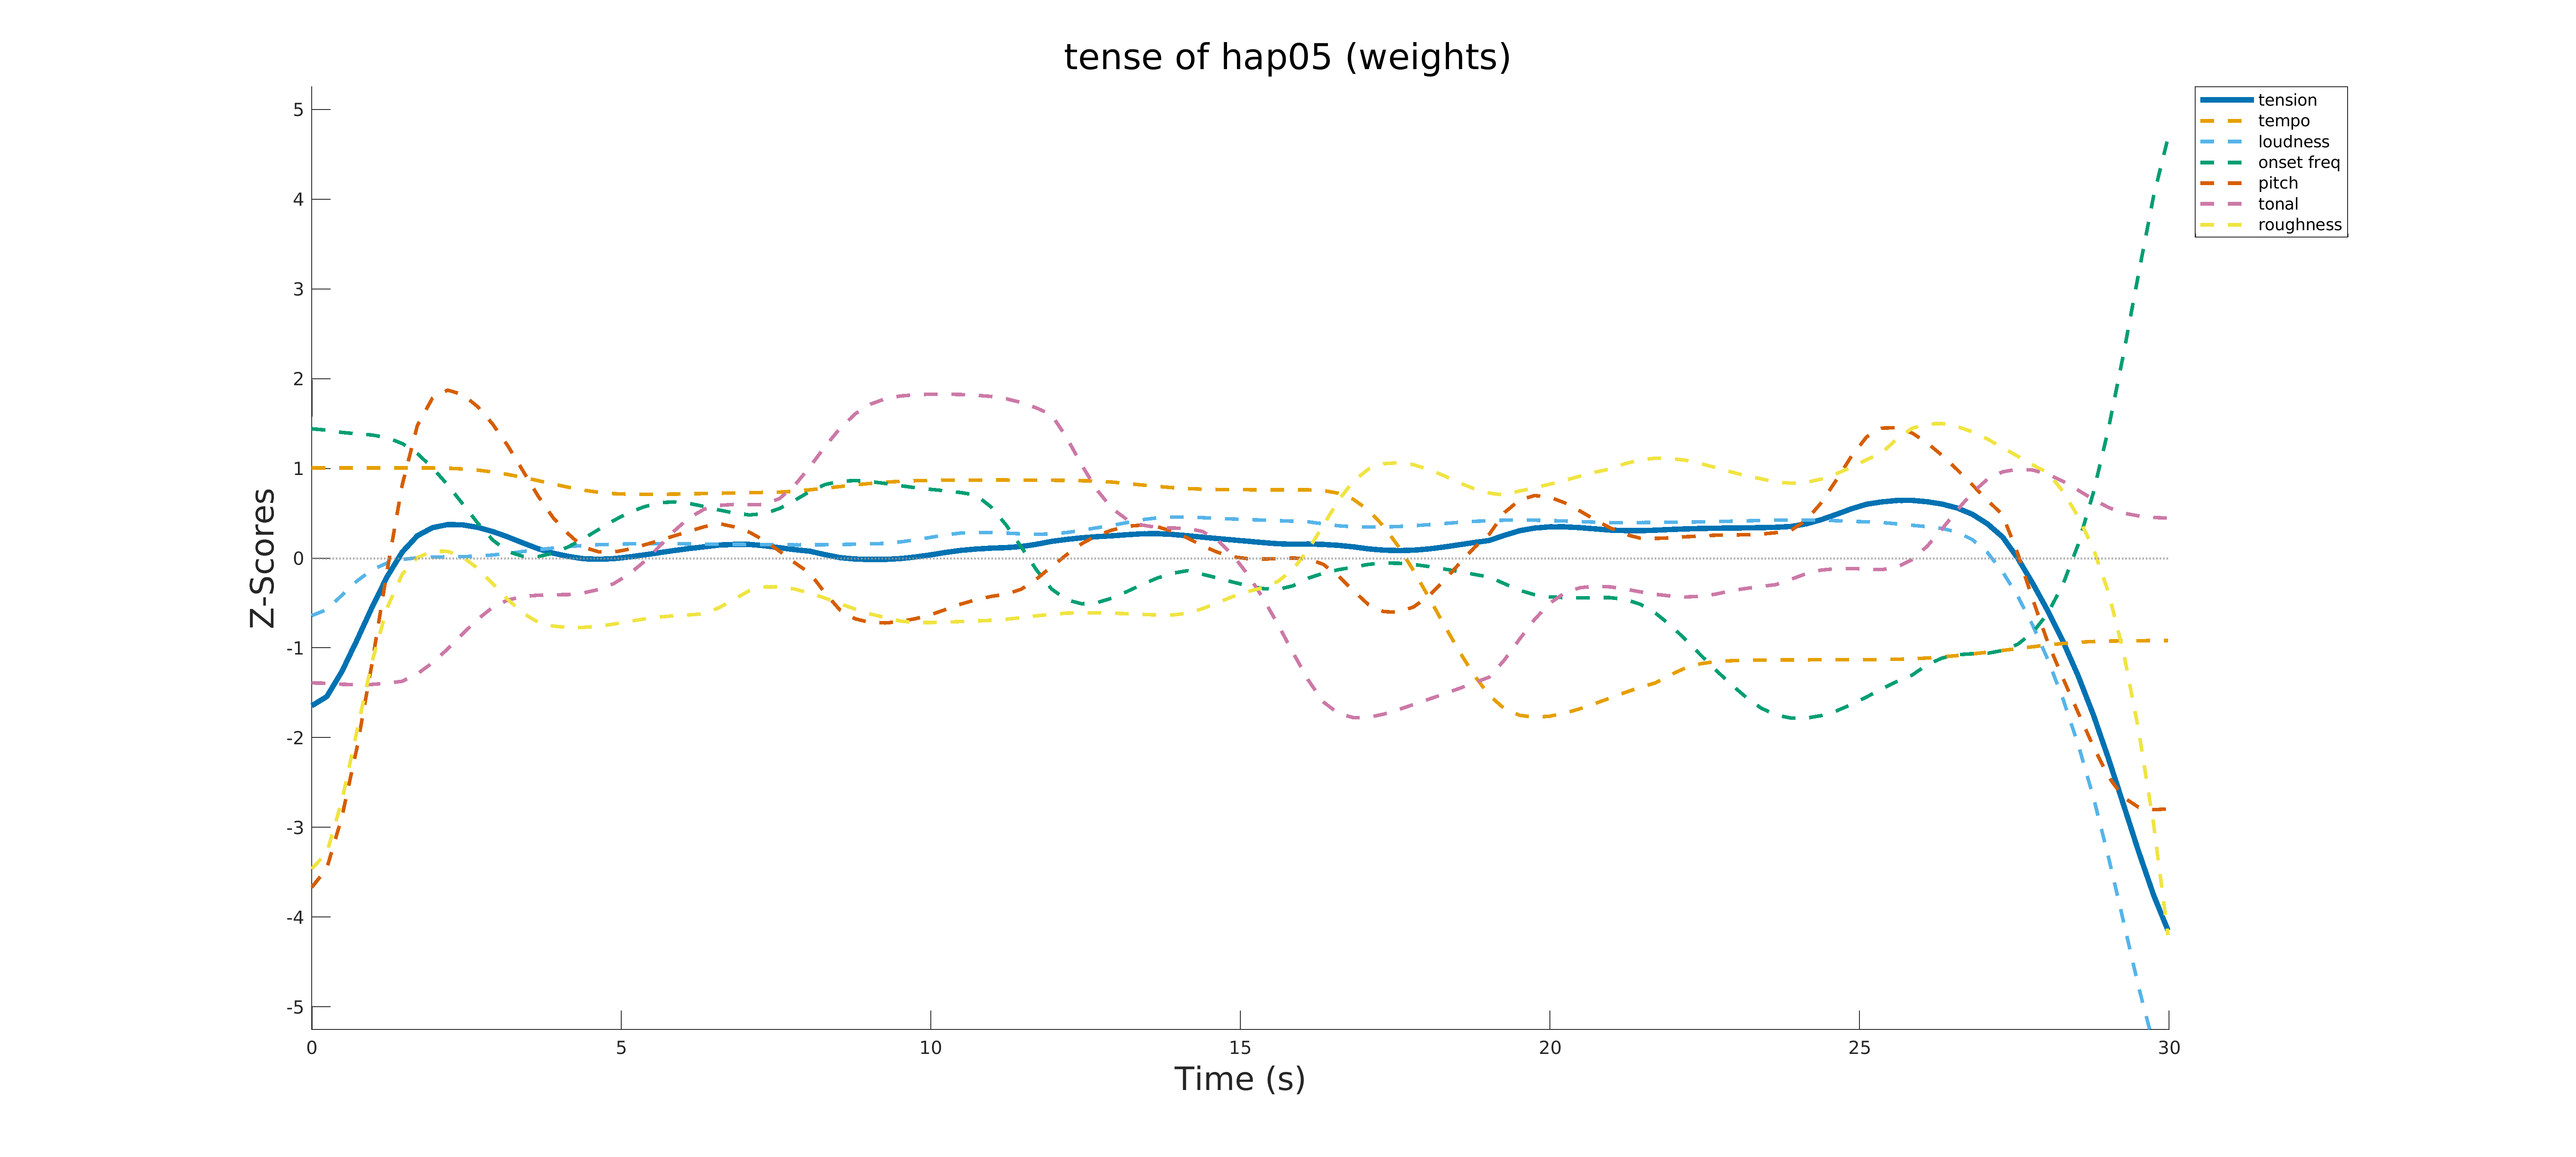 tense of hap05 (weights)
tension
tempo
loudness
onset freq
pitch
tonal
roughness
Z-Scores
5
4
3
2
1
0
-1
-2
-3
-4
-5
0 5 10 15 20 25 30
Time (s)